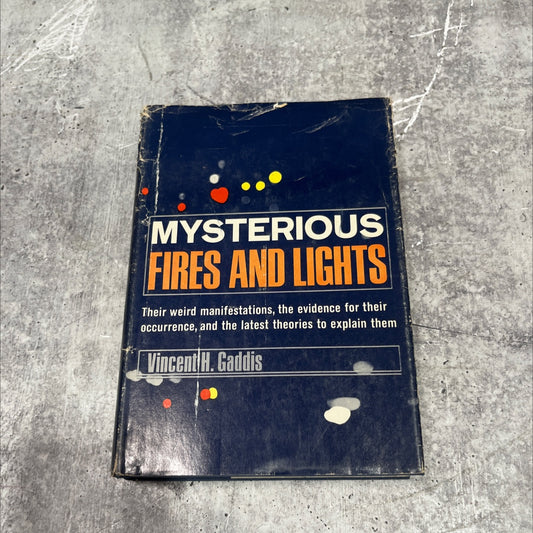 MYSTERIOUS
FIRES AND LIGHTS
Their weird manifestations, the evidence for their
occurrence, and the latest theories to explain them
Vincent H. Gaddis